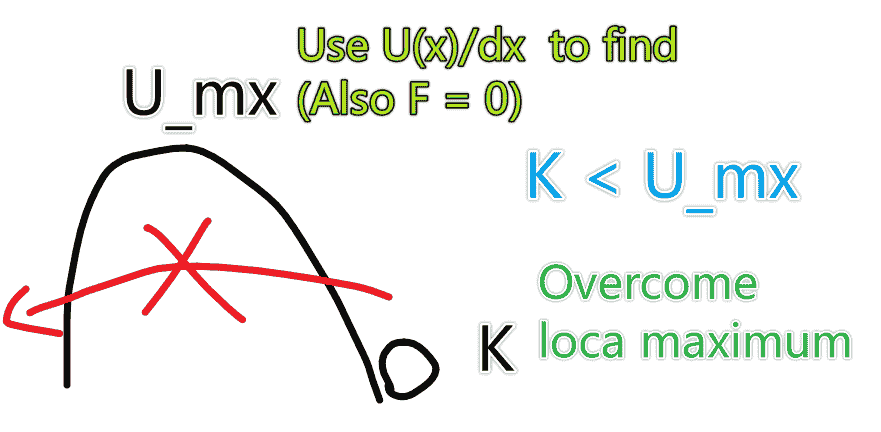 Use U(x)/dx to find
(Also F = 0)
U_mx
K < U_mx
Overcome
loca maximum
K